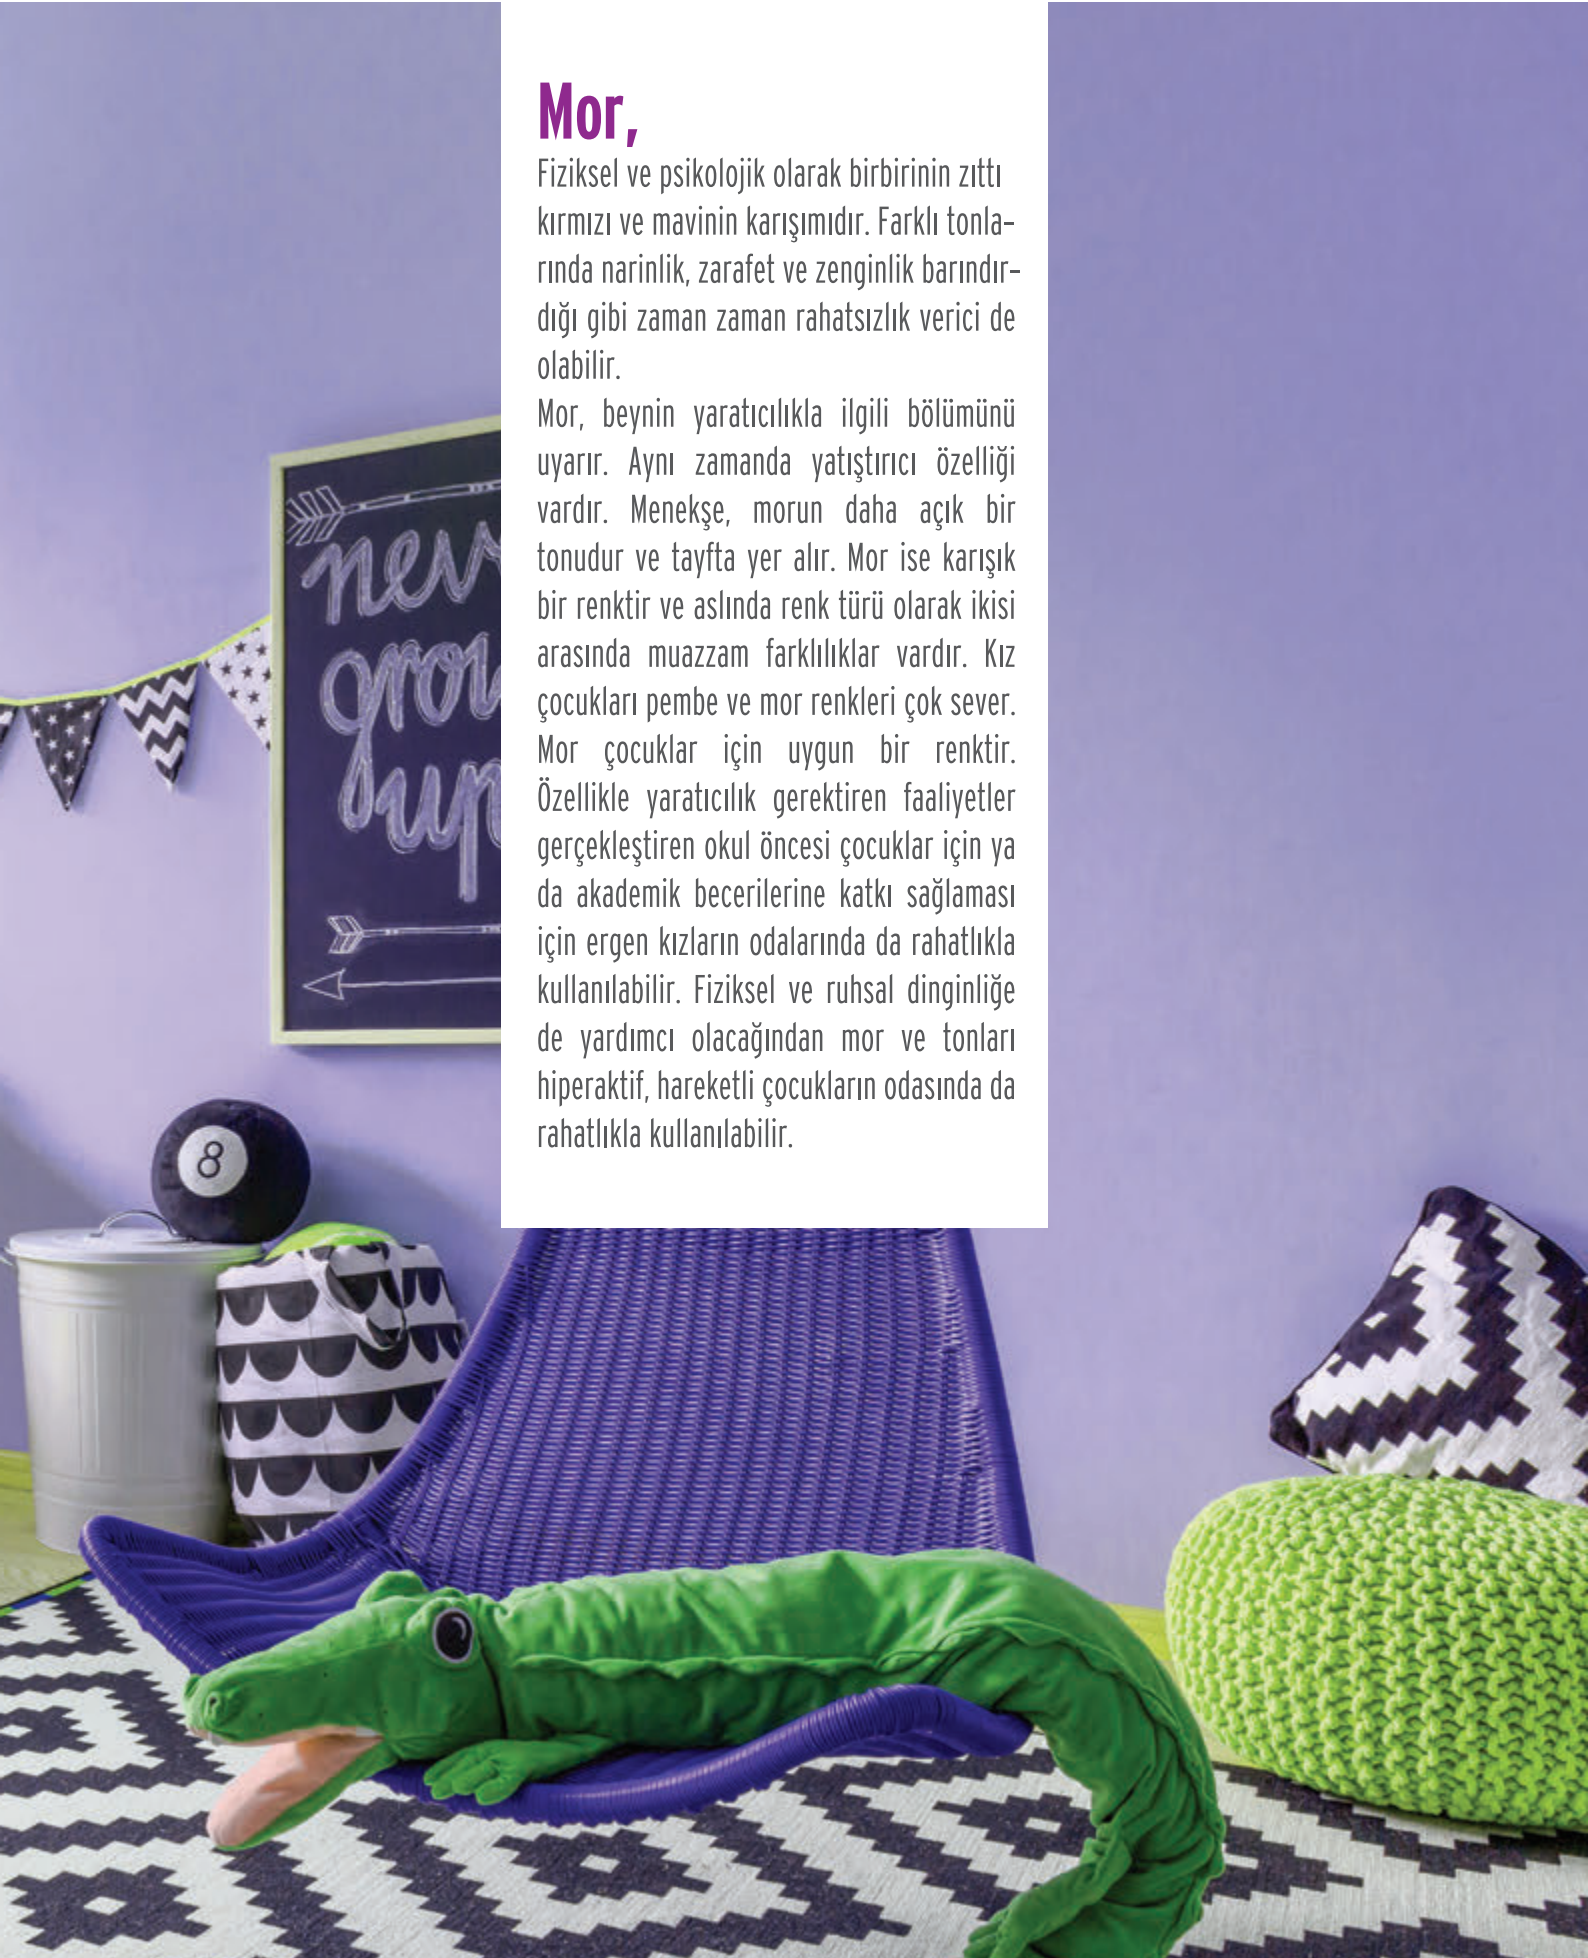 Mor,
Fiziksel ve psikolojik olarak birbirinin zıttı
kırmızı ve mavinin karışımıdır. Farklı tonla-
rında narinlik, zarafet ve zenginlik barındır-
dığı gibi zaman zaman rahatsızlık verici de
olabilir.
Mor, beynin yaratıcılıkla ilgili bölümünü
uyarır. Aynı zamanda yatıştırıcı özelliği
vardır. Menekşe, morun daha açık bir
tonudur ve tayfta yer alır. Mor ise karışık
bir renktir ve aslında renk türü olarak ikisi
arasında muazzam farklılıklar vardır. Kız
çocukları pembe ve mor renkleri çok sever.
Mor çocuklar için uygun bir renktir.
Özellikle yaratıcılık gerektiren faaliyetler
gerçekleştiren okul öncesi çocuklar için ya
da akademik becerilerine katkı sağlaması
için ergen kızların odalarında da rahatlıkla
kullanılabilir. Fiziksel ve ruhsal dinginliğe
de yardımcı olacağından mor ve tonları
hiperaktif, hareketli çocukların odasında da
rahatlıkla kullanılabilir.
nev
grow
up
8